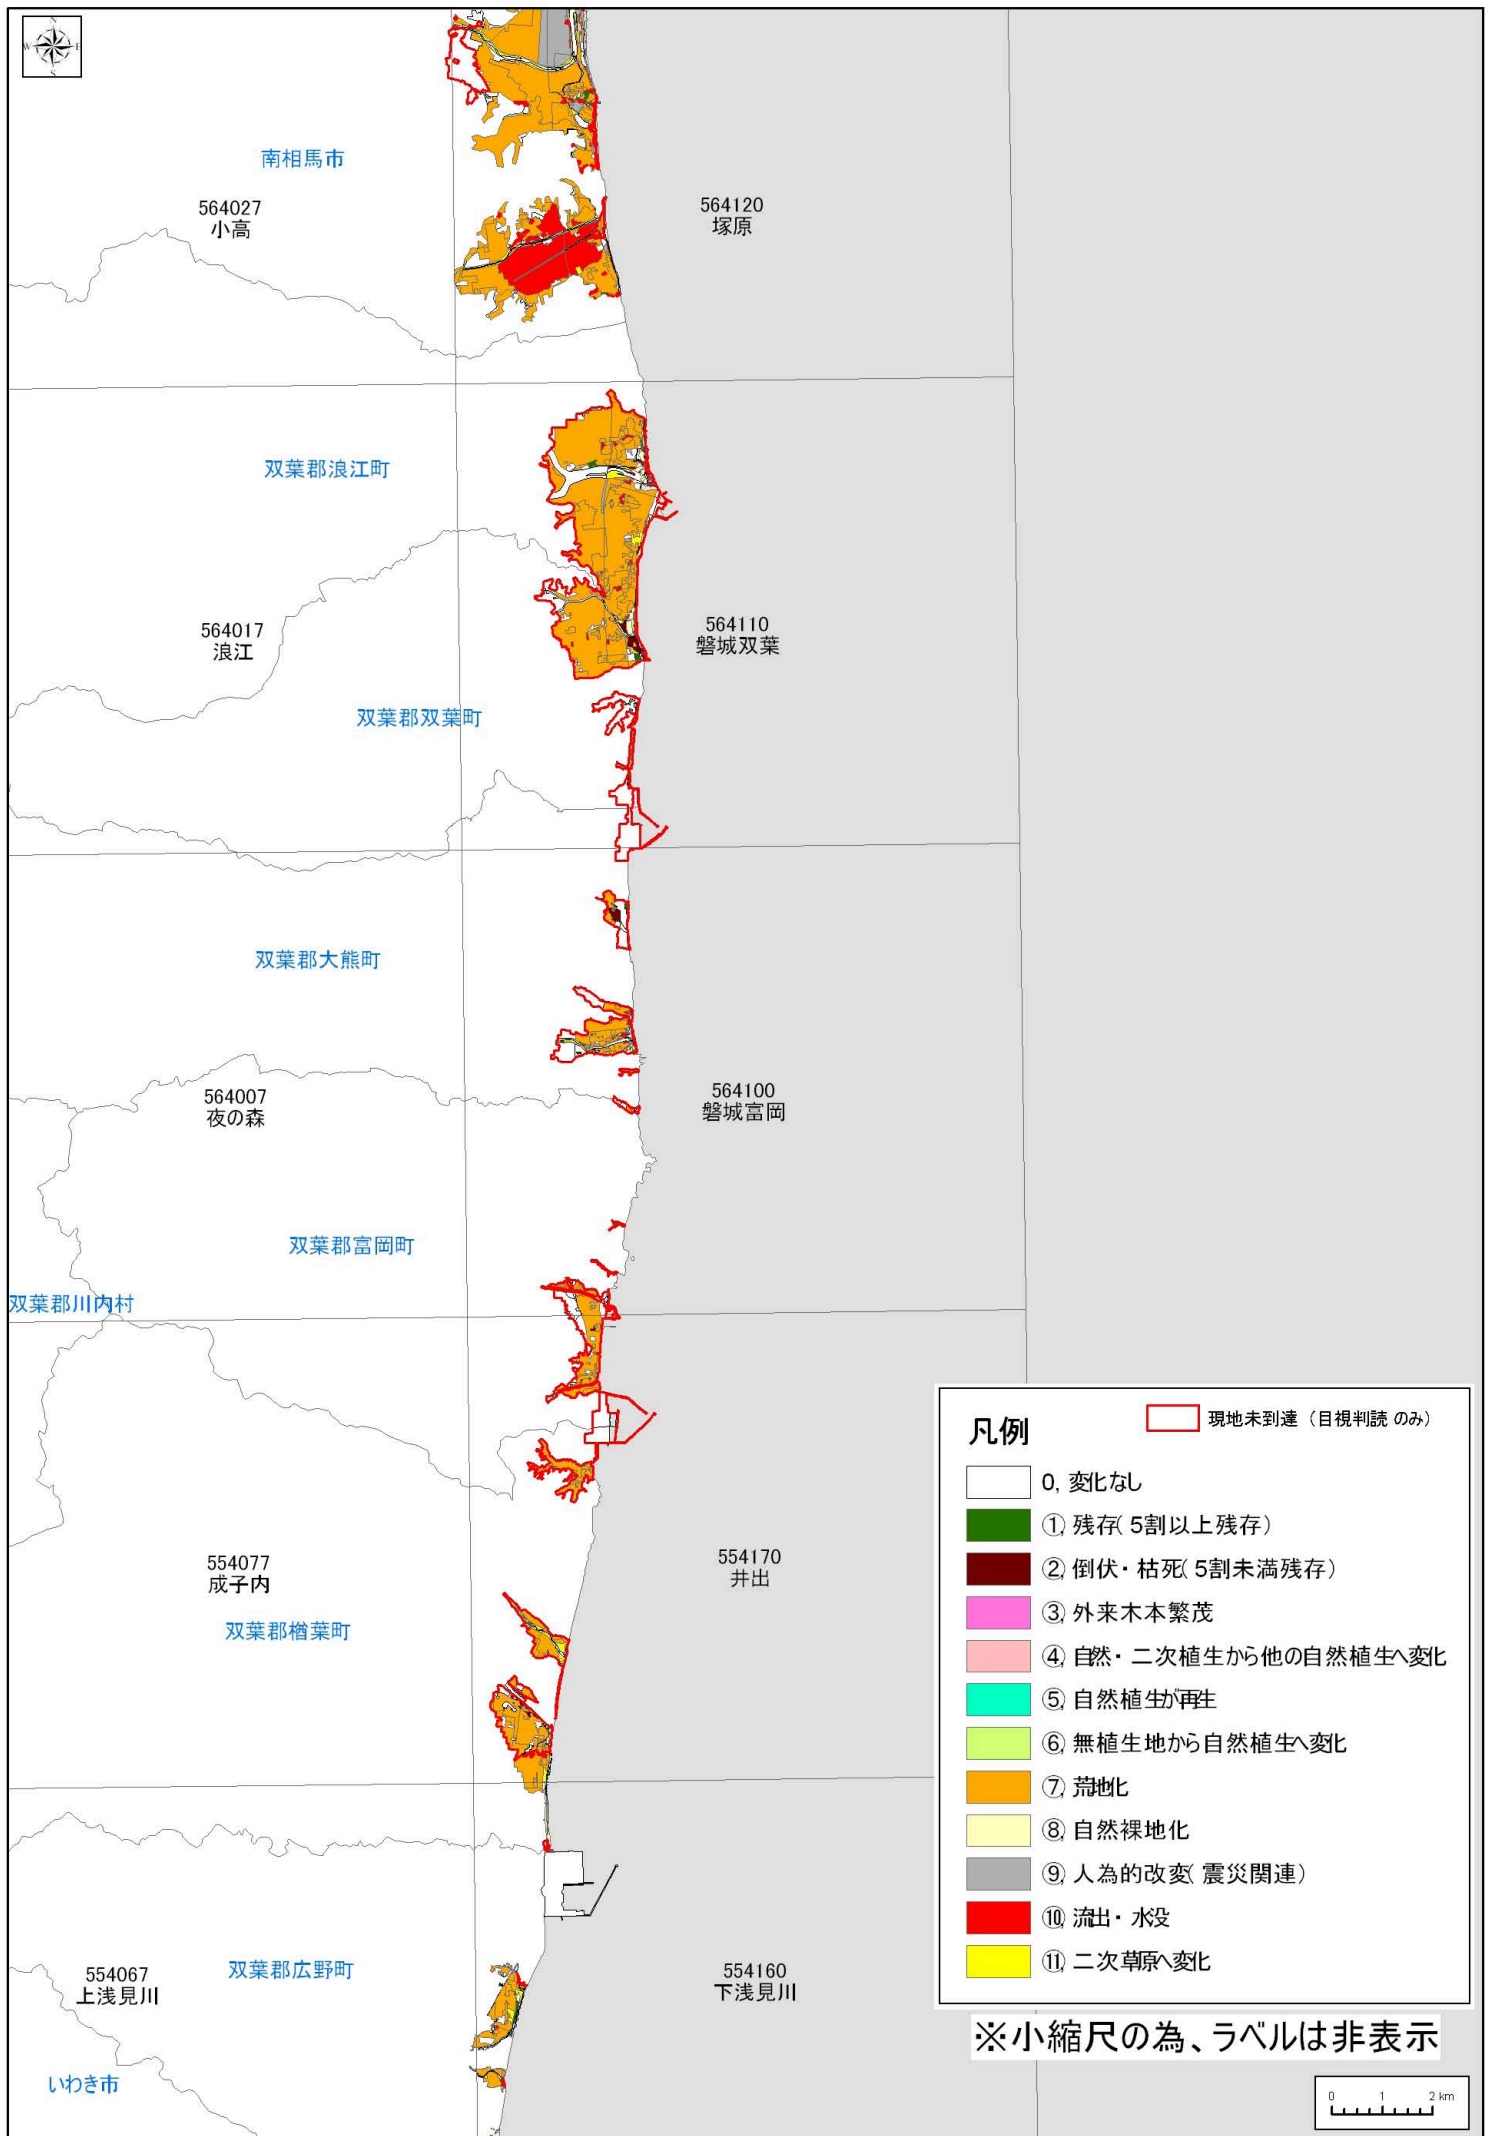 N
W E
S
南相馬市
564027
小高
564120
塚原
双葉郡浪江町
564017
浪江
564110
磐城双葉
双葉郡双葉町
双葉郡大熊町
564007
夜の森
564100
磐城富岡
双葉郡富岡町
双葉郡川内村
554077
成子内
554170
井出
双葉郡楢葉町
554067
上浅見川
双葉郡広野町
554160
下浅見川
いわき市
凡例
現地未到達（目視判読のみ）
0, 変化なし
①, 残存(5割以上残存)
②, 倒伏・枯死(5割未満残存)
③, 外来木本繁茂
④, 自然・二次植生から他の自然植生へ変化
⑤, 自然植生が再生
⑥, 無植生地から自然植生へ変化
⑦, 荒地化
⑧, 自然裸地化
⑨, 人為的改変(震災関連)
⑩, 流出・水没
⑪, 二次草原へ変化
※小縮尺の為、ラベルは非表示
0 1 2 km